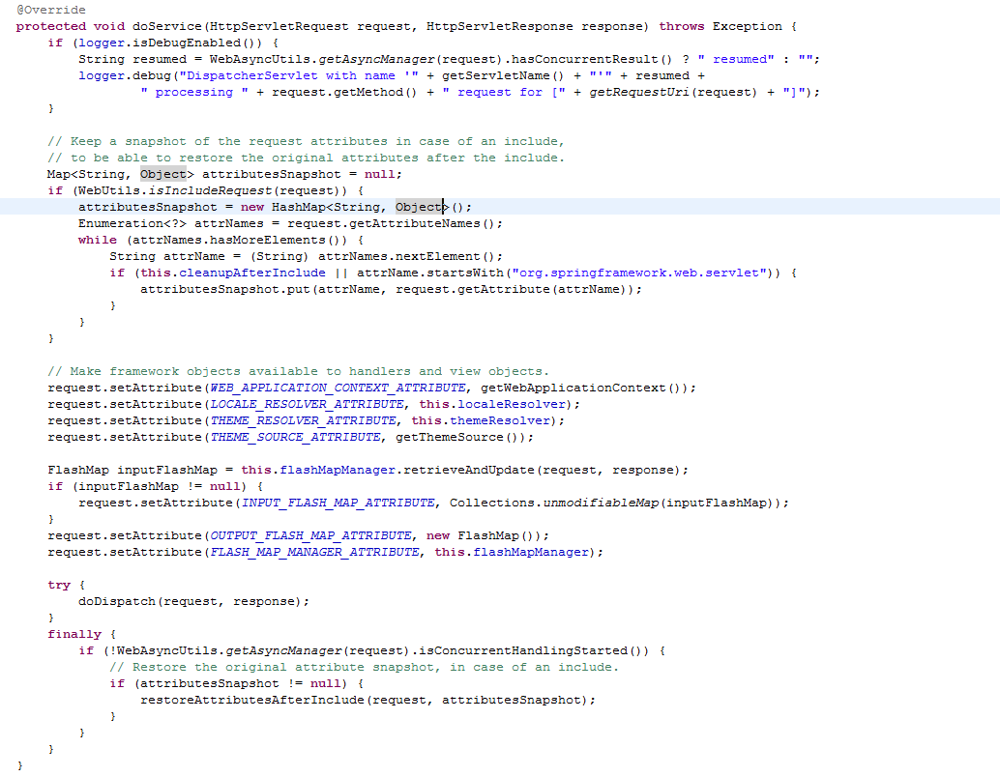 @Override
protected void doService(HttpServletRequest request, HttpServletResponse response) throws Exception {
    if (logger.isDebugEnabled()) {
        String resumed = WebAsyncUtils.getAsyncManager(request).hasConcurrentResult() ? " resumed" : "";
        logger.debug("DispatcherServlet with name '" + getServletName() + "'" + resumed +
                " processing " + request.getMethod() + " request for [" + getRequestUri(request) + "]");
    }

    // Keep a snapshot of the request attributes in case of an include,
    // to be able to restore the original attributes after the include.
    Map<String, Object> attributesSnapshot = null;
    if (WebUtils.isIncludeRequest(request)) {
        attributesSnapshot = new HashMap<String, Object>();
        Enumeration<?> attrNames = request.getAttributeNames();
        while (attrNames.hasMoreElements()) {
            String attrName = (String) attrNames.nextElement();
            if (this.cleanupAfterInclude || attrName.startsWith("org.springframework.web.servlet")) {
                attributesSnapshot.put(attrName, request.getAttribute(attrName));
            }
        }
    }

    // Make framework objects available to handlers and view objects.
    request.setAttribute(WEB_APPLICATION_CONTEXT_ATTRIBUTE, getWebApplicationContext());
    request.setAttribute(LOCALE_RESOLVER_ATTRIBUTE, this.localeResolver);
    request.setAttribute(THEME_RESOLVER_ATTRIBUTE, this.themeResolver);
    request.setAttribute(THEME_SOURCE_ATTRIBUTE, getThemeSource());

    FlashMap inputFlashMap = this.flashMapManager.retrieveAndUpdate(request, response);
    if (inputFlashMap != null) {
        request.setAttribute(INPUT_FLASH_MAP_ATTRIBUTE, Collections.unmodifiableMap(inputFlashMap));
    }
    request.setAttribute(OUTPUT_FLASH_MAP_ATTRIBUTE, new FlashMap());
    request.setAttribute(FLASH_MAP_MANAGER_ATTRIBUTE, this.flashMapManager);

    try {
        doDispatch(request, response);
    }
    finally {
        if (!WebAsyncUtils.getAsyncManager(request).isConcurrentHandlingStarted()) {
            // Restore the original attribute snapshot, in case of an include.
            if (attributesSnapshot != null) {
                restoreAttributesAfterInclude(request, attributesSnapshot);
            }
        }
    }
}